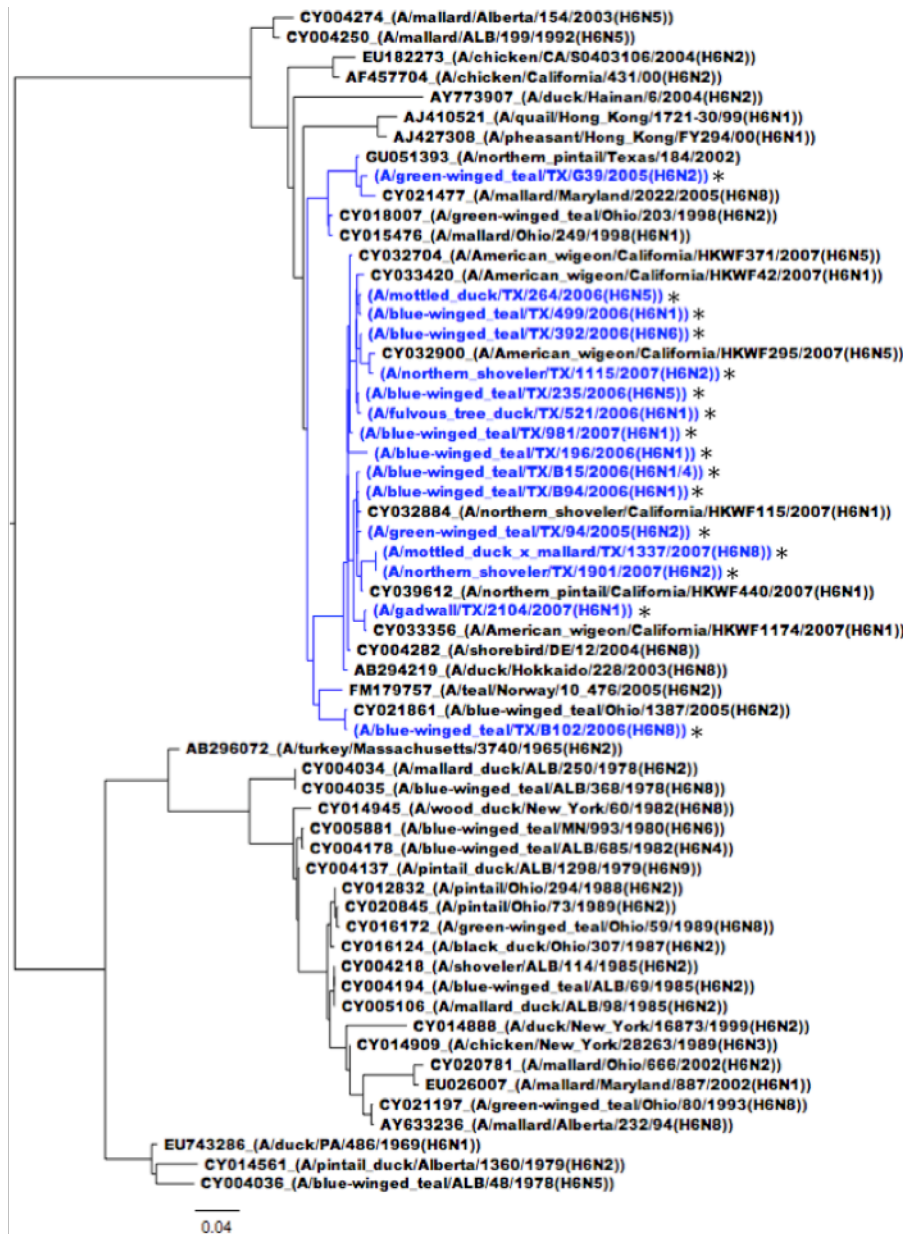 CY004274_(A/mallard/Alberta/154/2003(H6N5))
CY004250_(A/mallard/ALB/199/1992(H6N5))
EU182273_(A/chicken/CA/S0403106/2004(H6N2))
AF457704_(A/chicken/California/431/00(H6N2))
AY773907_(A/duck/Hainan/6/2004(H6N2))
AJ410521_(A/quail/Hong_Kong/1721-30/99(H6N1))
AJ427308_(A/pheasant/Hong_Kong/FY294/00(H6N1))
GU051393_(A/northern_pintail/Texas/184/2002)
(A/green-winged_teal/TX/G39/2005(H6N2)) *
CY021477_(A/mallard/Maryland/2022/2005(H6N8))
CY018007_(A/green-winged_teal/Ohio/203/1998(H6N2))
CY015476_(A/mallard/Ohio/249/1998(H6N1))
CY032704_(A/American_wigeon/California/HKWF371/2007(H6N5))
CY033420_(A/American_wigeon/California/HKWF42/2007(H6N1))
(A/mottled_duck/TX/264/2006(H6N5)) *
(A/blue-winged_teal/TX/499/2006(H6N1)) *
(A/blue-winged_teal/TX/392/2006(H6N6)) *
CY032900_(A/American_wigeon/California/HKWF295/2007(H6N5))
(A/northern_shoveler/TX/1115/2007(H6N2)) *
(A/blue-winged_teal/TX/235/2006(H6N5)) *
(A/fulvous_tree_duck/TX/521/2006(H6N1)) *
(A/blue-winged_teal/TX/981/2007(H6N1)) *
(A/blue-winged_teal/TX/196/2006(H6N1)) *
(A/blue-winged_teal/TX/B15/2006(H6N1/4)) *
(A/blue-winged_teal/TX/B94/2006(H6N1)) *
CY032884_(A/northern_shoveler/California/HKWF115/2007(H6N1))
(A/green-winged_teal/TX/94/2005(H6N2)) *
(A/mottled_duck_x_mallard/TX/1337/2007(H6N8)) *
(A/northern_shoveler/TX/1901/2007(H6N2)) *
CY039612_(A/northern_pintail/California/HKWF440/2007(H6N1))
(A/gadwall/TX/2104/2007(H6N1)) *
CY033356_(A/American_wigeon/California/HKWF1174/2007(H6N1))
CY004282_(A/shorebird/DE/12/2004(H6N8))
AB294219_(A/duck/Hokkaido/228/2003(H6N8))
FM179757_(A/teal/Norway/10_476/2005(H6N2))
CY021861_(A/blue-winged_teal/Ohio/1387/2005(H6N2))
(A/blue-winged_teal/TX/B102/2006(H6N8)) *
AB296072_(A/turkey/Massachusetts/3740/1965(H6N2))
CY004034_(A/mallard_duck/ALB/250/1978(H6N2))
CY004035_(A/blue-winged_teal/ALB/368/1978(H6N8))
CY014945_(A/wood_duck/New_York/60/1982(H6N8))
CY005881_(A/blue-winged_teal/MN/993/1980(H6N6))
CY004178_(A/blue-winged_teal/ALB/685/1982(H6N4))
CY004137_(A/pintail_duck/ALB/1298/1979(H6N9))
CY012832_(A/pintail/Ohio/294/1988(H6N2))
CY020845_(A/pintail/Ohio/73/1989(H6N2))
CY016172_(A/green-winged_teal/Ohio/59/1989(H6N8))
CY016124_(A/black_duck/Ohio/307/1987(H6N2))
CY004218_(A/shoveler/ALB/114/1985(H6N2))
CY004194_(A/blue-winged_teal/ALB/69/1985(H6N2))
CY005106_(A/mallard_duck/ALB/98/1985(H6N2))
CY014888_(A/duck/New_York/16873/1999(H6N2))
CY014909_(A/chicken/New_York/28263/1989(H6N3))
CY020781_(A/mallard/Ohio/666/2002(H6N2))
EU026007_(A/mallard/Maryland/887/2002(H6N1))
CY021197_(A/green-winged_teal/Ohio/80/1993(H6N8))
AY633236_(A/mallard/Alberta/232/94(H6N8))
EU743286_(A/duck/PA/486/1969(H6N1))
CY014561_(A/pintail_duck/Alberta/1360/1979(H6N2))
CY004036_(A/blue-winged_teal/ALB/48/1978(H6N5))
0.04